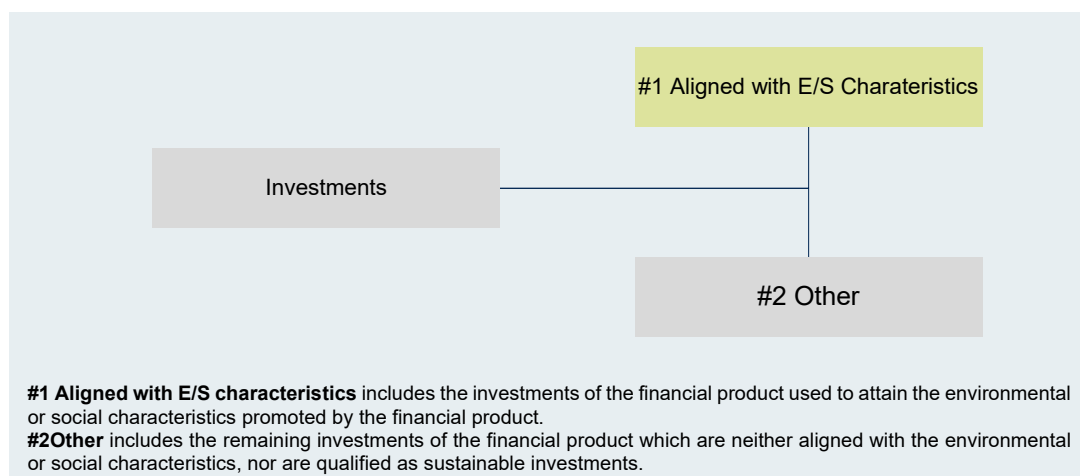 #1 Aligned with E/S Charateristics
Investments
#2 Other
#1 Aligned with E/S characteristics includes the investments of the financial product used to attain the environmental
or social characteristics promoted by the financial product.
#2Other includes the remaining investments of the financial product which are neither aligned with the environmental
or social characteristics, nor are qualified as sustainable investments.